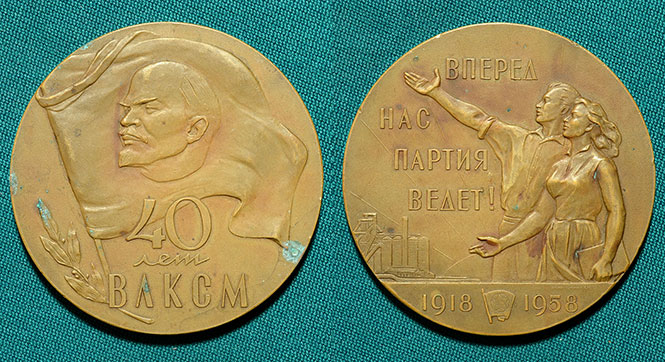 40
лет
ВЛКСМ
ВПЕРЕД
НАС
ПАРТИЯ
ВЕДЕТ!
1918 1958